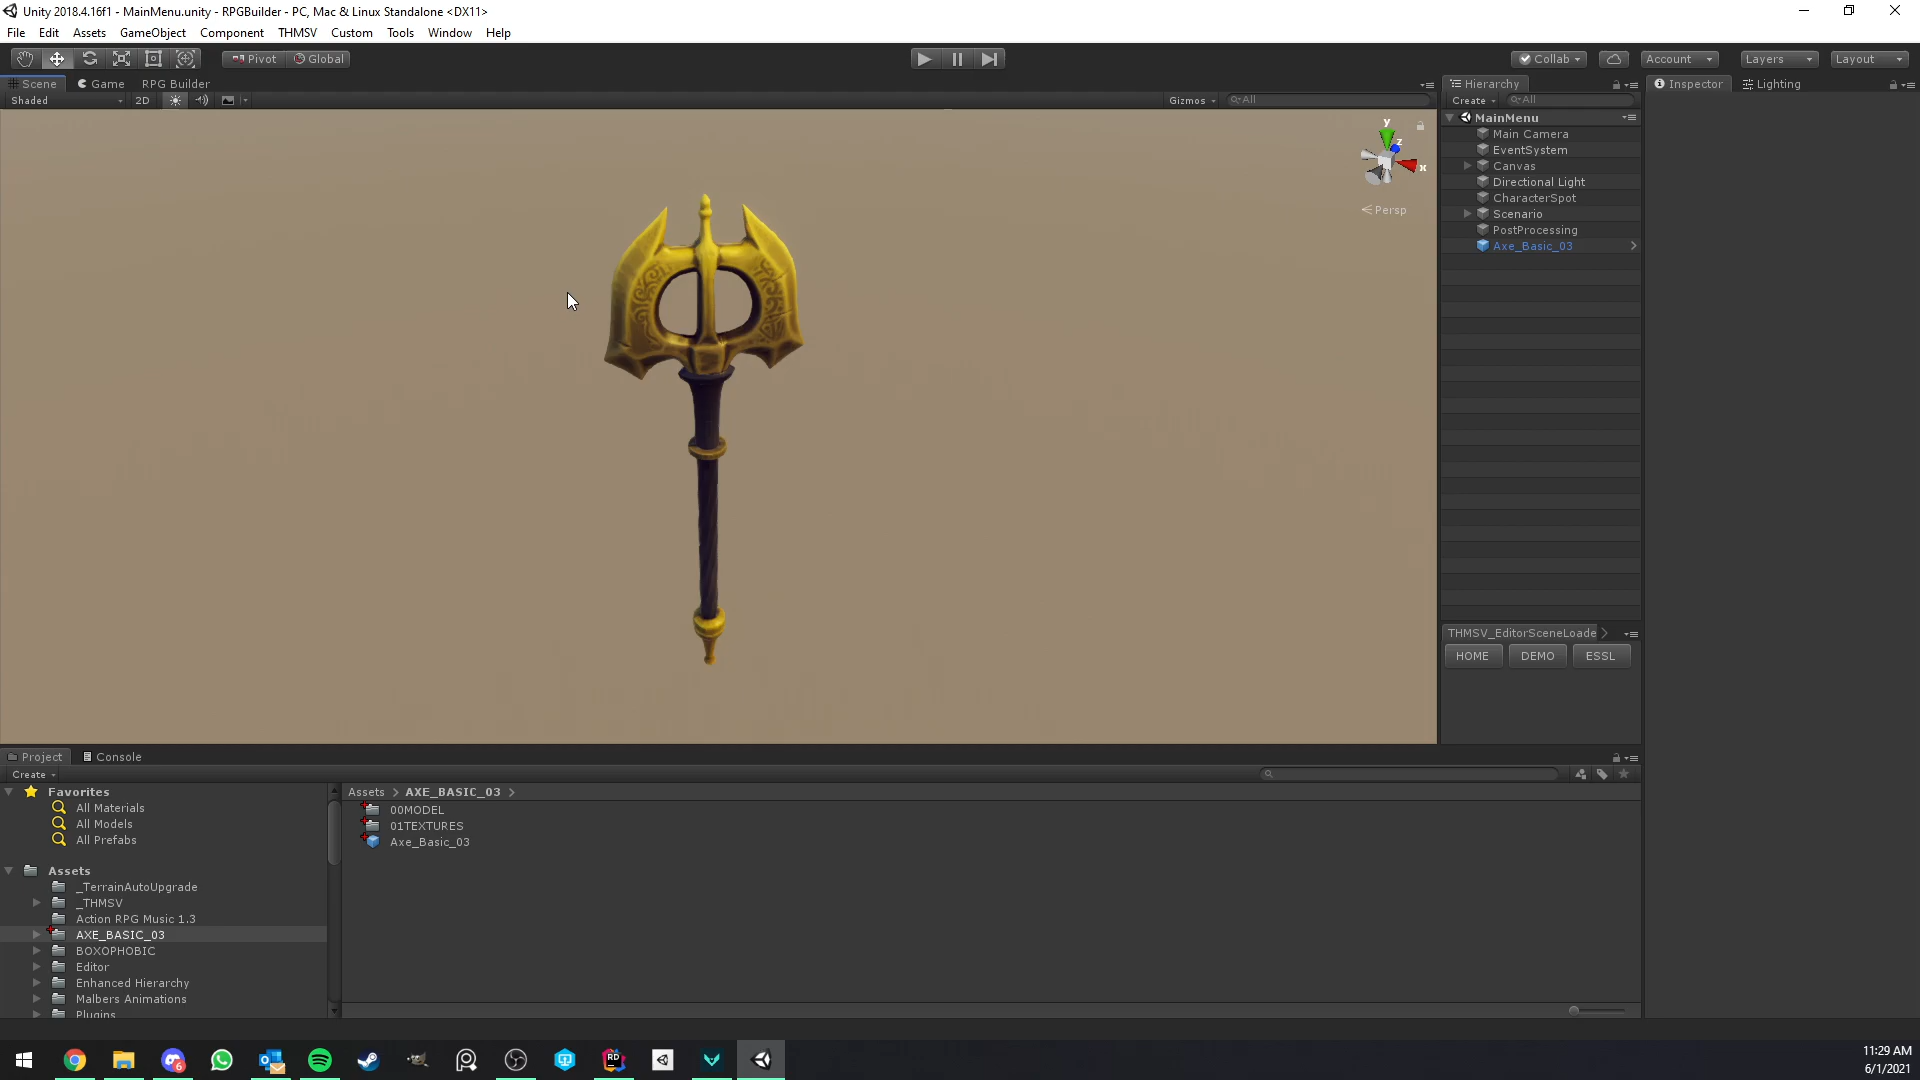 Unity 2018.4.16f1 - MainMenu.unity - RPGBuilder - PC, Mac & Linux Standalone <DX11>
File Edit Assets GameObject Component THMSV Custom Tools Window Help
Pivot Global Collab Account Layers Layout
Scene Game RPG Builder
Shaded 2D Gizmos All
y
z
x
Persp
Hierarchy
Create All
MainMenu
Main Camera
EventSystem
Canvas
Directional Light
CharacterSpot
Scenario
PostProcessing
Axe_Basic_03
THMSV_EditorSceneLoade
HOME DEMO ESSL
Inspector Lighting
Project Console
Create
Favorites
All Materials
All Models
All Prefabs
Assets
_TerrainAutoUpgrade
_THMSV
Action RPG Music 1.3
AXE_BASIC_03
BOXOPHOBIC
Editor
Enhanced Hierarchy
Malbers Animations
Plugins
Assets > AXE_BASIC_03 >
00MODEL
01TEXTURES
Axe_Basic_03
6
RD
11:29 AM
6/1/2021